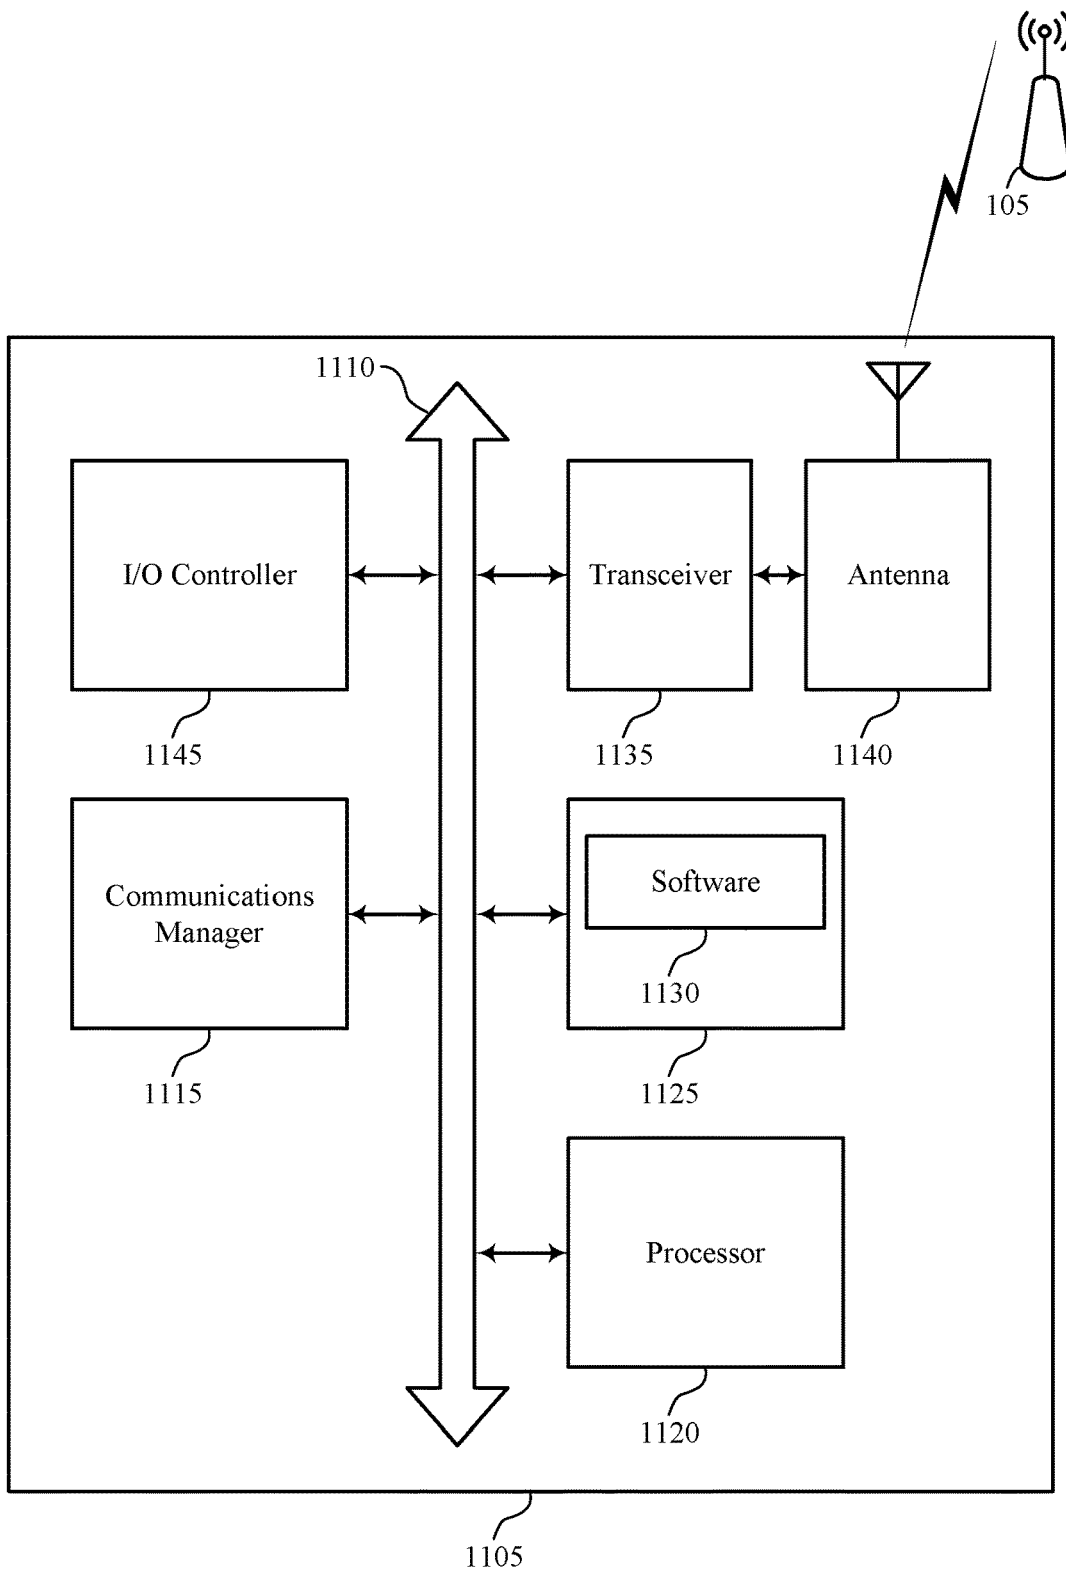 105
1110
I/O Controller
Transceiver
Antenna
1145
1135
1140
Communications
Manager
Software
1130
1115
1125
Processor
1120
1105